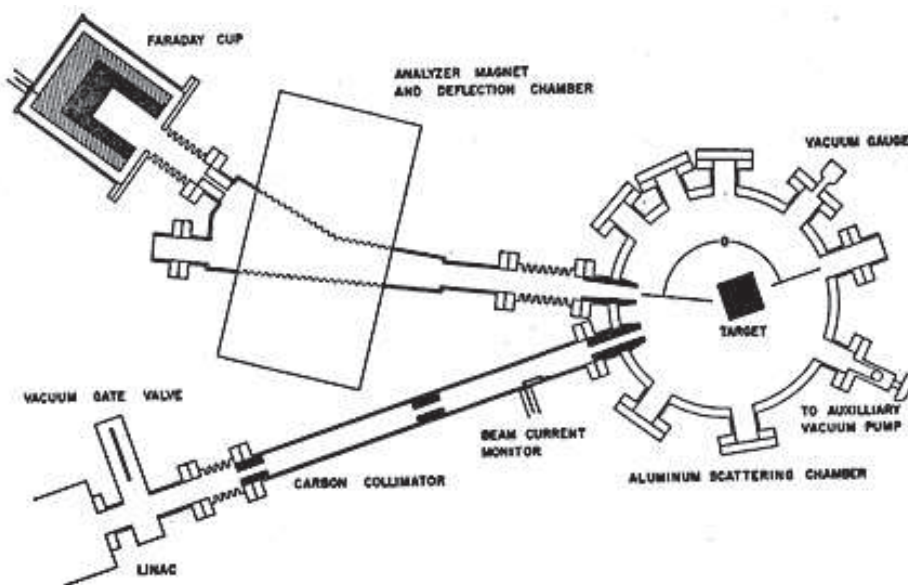 FARADAY CUP
ANALYZER MAGNET
AND DEFLECTION CHAMBER
VACUUM GAUGE
θ
TARGET
VACUUM GATE VALVE
TO AUXILLIARY
VACUUM PUMP
BEAM CURRENT
MONITOR
CARBON COLLIMATOR
ALUMINUM SCATTERING CHAMBER
LINAC